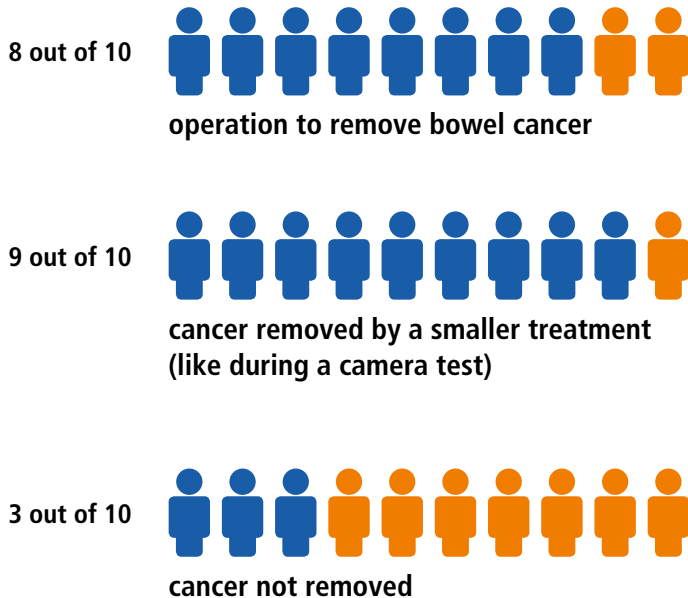 8 out of 10
operation to remove bowel cancer
9 out of 10
cancer removed by a smaller treatment
(like during a camera test)
3 out of 10
cancer not removed